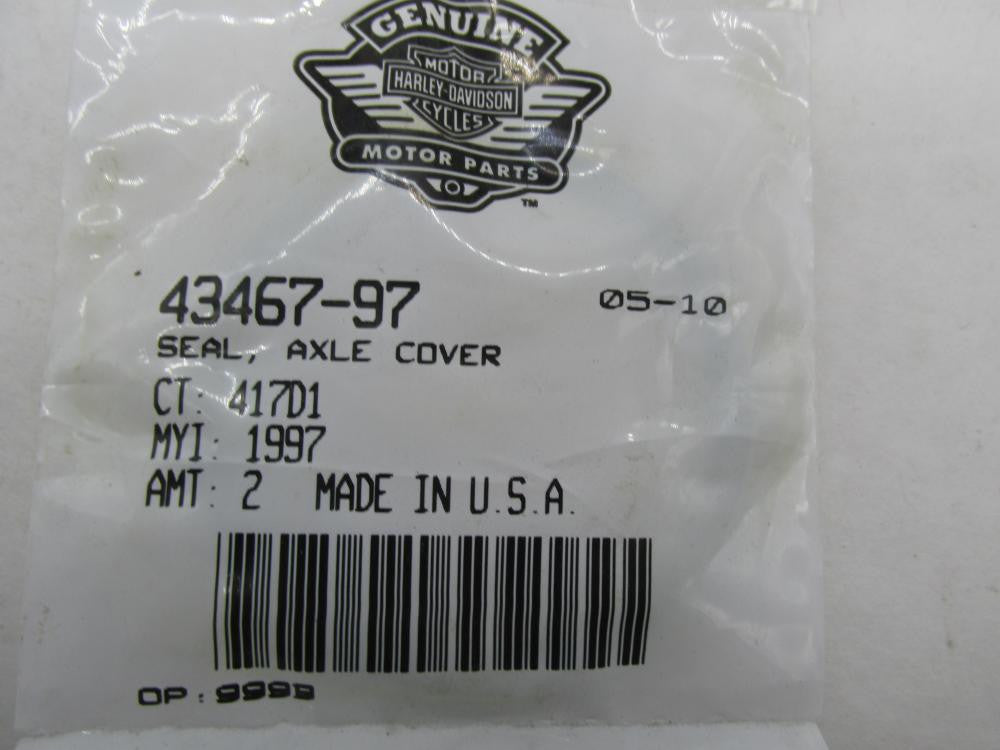 GENUINE
MOTOR
HARLEY-DAVIDSON
CYCLES
MOTOR PARTS
TM
43467-97 05-10
SEAL, AXLE COVER
CT: 417D1
MYI: 1997
AMT: 2 MADE IN U.S.A.
OP: